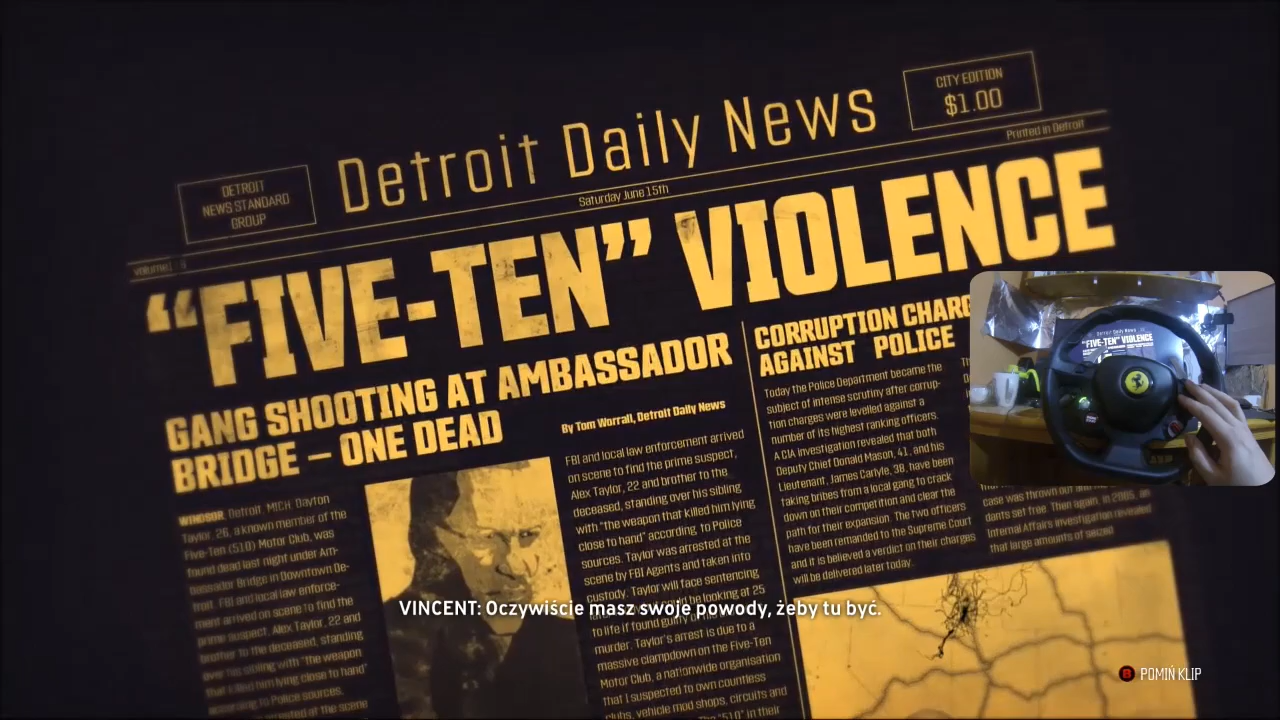 CITY EDITION
$1.00
Detroit Daily News
DETROIT
NEWS STANDARD
GROUP
Printed in Detroit
Saturday June 15th
"FIVE-TEN" VIOLENCE
GANG SHOOTING AT AMBASSADOR
BRIDGE – ONE DEAD
By Tom Worrall, Detroit Daily News
WINDSOR, Detroit, MICH. Dayton
Taylor, 26, a known member of the
Five-Ten (510) Motor Club, was
found dead last night under Am-
bassador Bridge in Downtown De-
troit. FBI and local law enforce-
ment arrived on scene to find the
prime suspect, Alex Taylor, 22 and
brother to the deceased, standing
over his sibling with "the weapon
that killed him lying close to hand"
according to Police sources.
FBI and local law enforcement arrived
on scene to find the prime suspect,
Alex Taylor, 22 and brother to the
deceased, standing over his sibling
with "the weapon that killed him lying
close to hand" according, to Police
sources. Taylor was arrested at the
scene by FBI Agents and taken into
custody. Taylor will face sentencing
be looking at 25
to life if found guilty of
murder. Taylor's arrest is due to a
massive clampdown on the Five-Ten
Motor Club, a nationwide organisation
that I suspected to own countless
clubs, vehicle mod shops, circuits and
CORRUPTION CHARG
AGAINST POLICE
Today the Police Department became the
subject of intense scrutiny after corrup-
tion charges were levelled against a
number of its highest ranking officers.
A CIA Investigation revealed that both
Deputy Chief Donald Mason, 41, and his
Lieutenant, James Carlyle, 38, have been
taking bribes from a local gang to crack
down on their competition and clear the
path for their expansion. The two officers
have been remanded to the Supreme Court
and it is believed a verdict on their charges
will be delivered later today.
case was thrown out and
dants set free. Then again, in 2005, an
Internal Affairs investigation revealed
that large amounts of seized
VINCENT: Oczywiście masz swoje powody, żeby tu być.
B POMIŃ KLIP